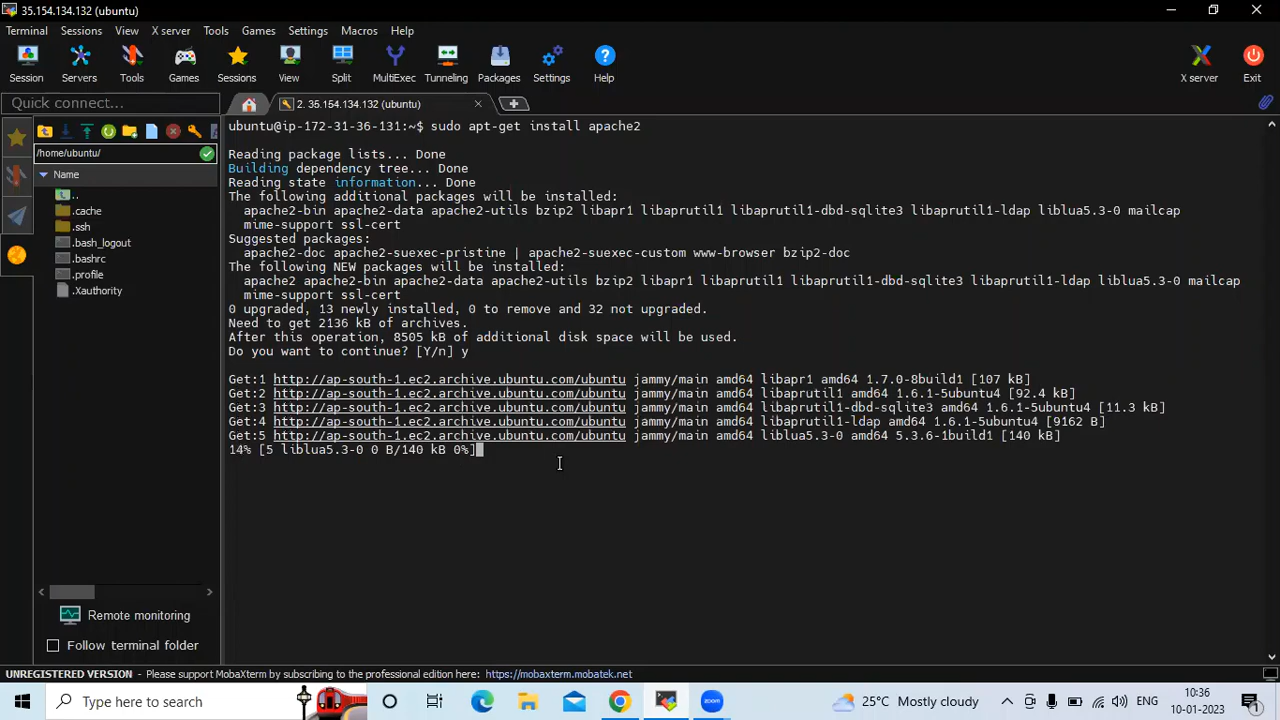 35.154.134.132 (ubuntu)
Terminal Sessions View X server Tools Games Settings Macros Help
Session Servers Tools Games Sessions View Split MultiExec Tunneling Packages Settings Help X server Exit
Quick connect...
2. 35.154.134.132 (ubuntu)
/home/ubuntu/
Name
..
.cache
.ssh
.bash_logout
.bashrc
.profile
.Xauthority
Remote monitoring
Follow terminal folder
ubuntu@ip-172-31-36-131:~$ sudo apt-get install apache2
Reading package lists... Done
Building dependency tree... Done
Reading state information... Done
The following additional packages will be installed:
apache2-bin apache2-data apache2-utils bzip2 libapr1 libaprutil1 libaprutil1-dbd-sqlite3 libaprutil1-ldap liblua5.3-0 mailcap
mime-support ssl-cert
Suggested packages:
apache2-doc apache2-suexec-pristine | apache2-suexec-custom www-browser bzip2-doc
The following NEW packages will be installed:
apache2 apache2-bin apache2-data apache2-utils bzip2 libapr1 libaprutil1 libaprutil1-dbd-sqlite3 libaprutil1-ldap liblua5.3-0 mailcap
mime-support ssl-cert
0 upgraded, 13 newly installed, 0 to remove and 32 not upgraded.
Need to get 2136 kB of archives.
After this operation, 8505 kB of additional disk space will be used.
Do you want to continue? [Y/n] y
Get:1 http://ap-south-1.ec2.archive.ubuntu.com/ubuntu jammy/main amd64 libapr1 amd64 1.7.0-8build1 [107 kB]
Get:2 http://ap-south-1.ec2.archive.ubuntu.com/ubuntu jammy/main amd64 libaprutil1 amd64 1.6.1-5ubuntu4 [92.4 kB]
Get:3 http://ap-south-1.ec2.archive.ubuntu.com/ubuntu jammy/main amd64 libaprutil1-dbd-sqlite3 amd64 1.6.1-5ubuntu4 [11.3 kB]
Get:4 http://ap-south-1.ec2.archive.ubuntu.com/ubuntu jammy/main amd64 libaprutil1-ldap amd64 1.6.1-5ubuntu4 [9162 B]
Get:5 http://ap-south-1.ec2.archive.ubuntu.com/ubuntu jammy/main amd64 liblua5.3-0 amd64 5.3.6-1build1 [140 kB]
14% [5 liblua5.3-0 0 B/140 kB 0%]
UNREGISTERED VERSION - Please support MobaXterm by subscribing to the professional edition here: https://mobaxterm.mobatek.net
Type here to search
25°C Mostly cloudy
ENG
10:36
10-01-2023
1